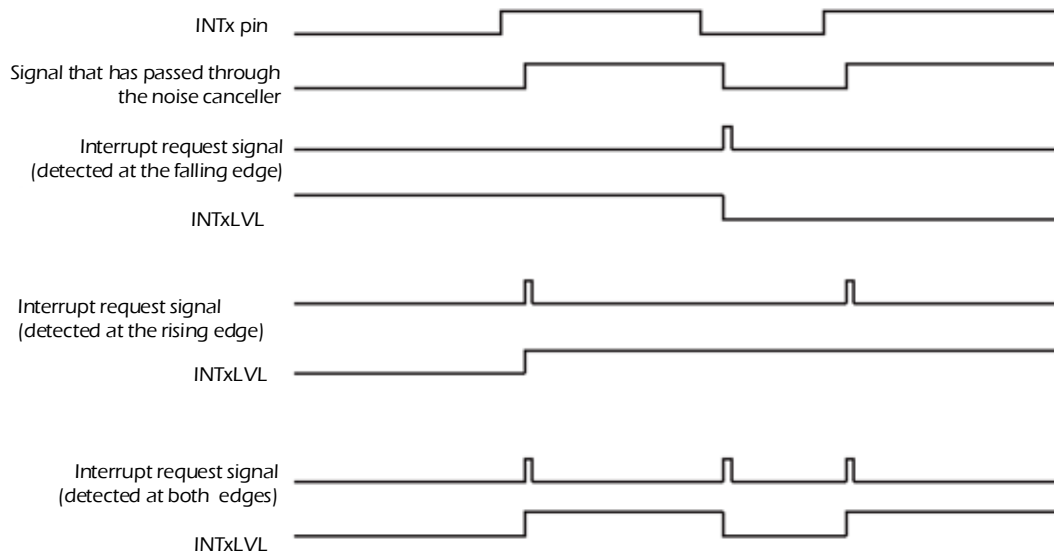 INTx pin
Signal that has passed through
the noise canceller
Interrupt request signal
(detected at the falling edge)
INTxLVL
Interrupt request signal
(detected at the rising edge)
INTxLVL
Interrupt request signal
(detected at both edges)
INTxLVL